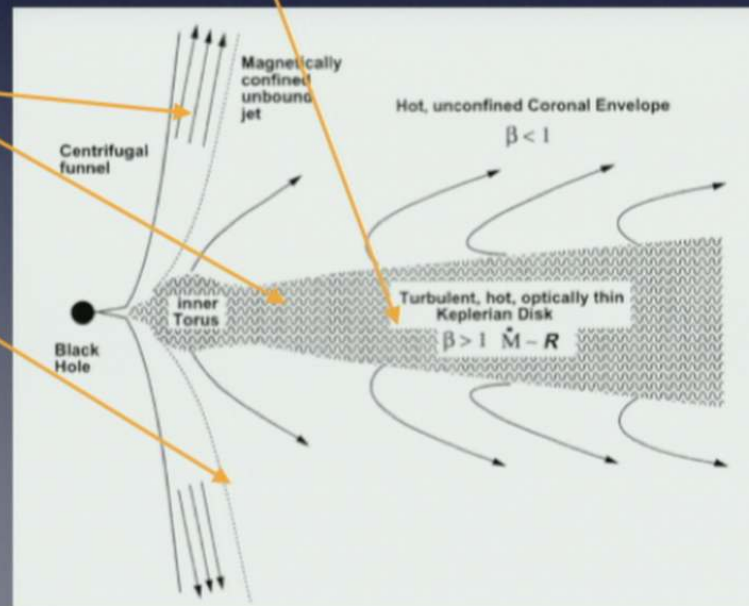 Magnetically
confined
unbound
jet
Hot, unconfined Coronal Envelope
β < 1
Centrifugal
funnel
inner
Torus
Turbulent, hot, optically thin
Keplerian Disk
β > 1 Ṁ ~ R
Black
Hole